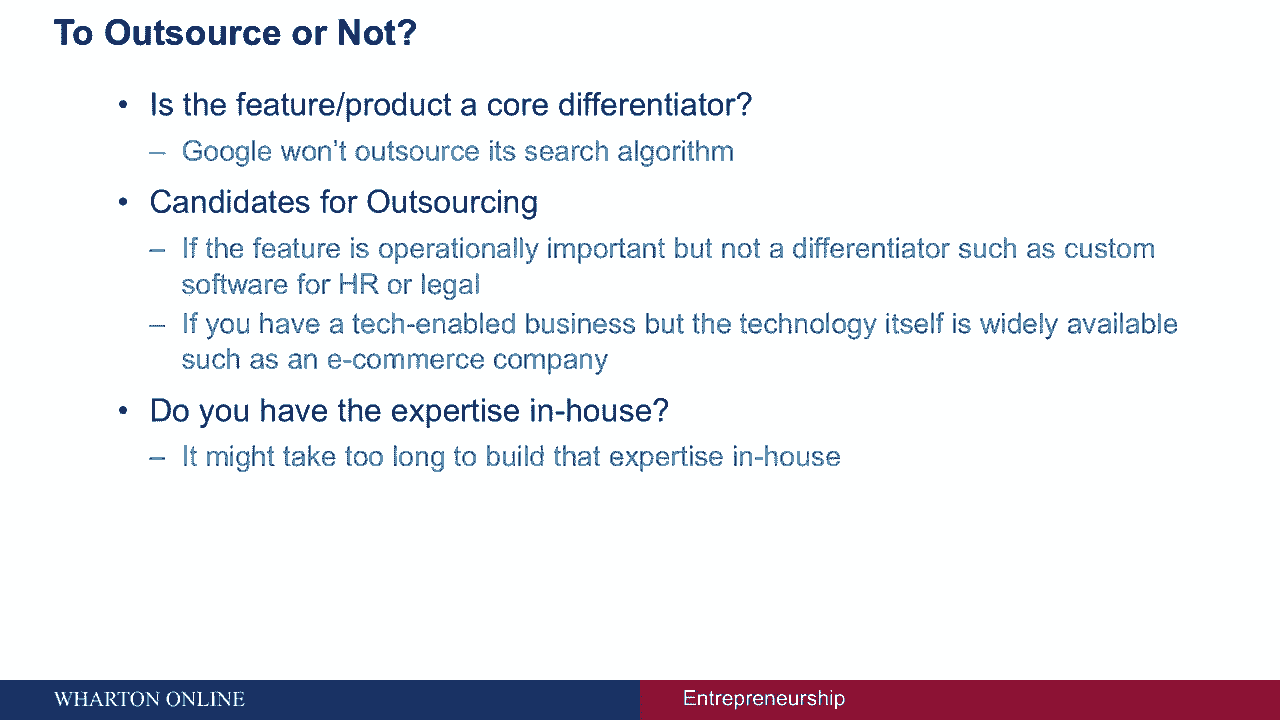 To Outsource or Not?
• Is the feature/product a core differentiator?
– Google won’t outsource its search algorithm
• Candidates for Outsourcing
– If the feature is operationally important but not a differentiator such as custom
software for HR or legal
– If you have a tech-enabled business but the technology itself is widely available
such as an e-commerce company
• Do you have the expertise in-house?
– It might take too long to build that expertise in-house
WHARTON ONLINE
Entrepreneurship